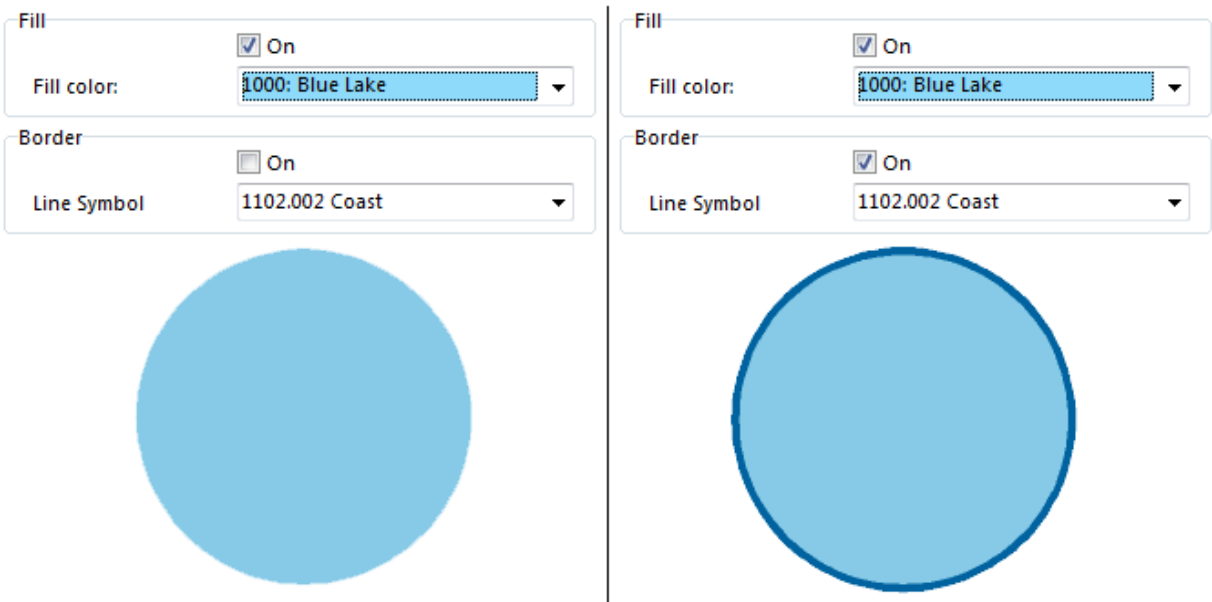 Fill
On
Fill color:
1000: Blue Lake
Border
On
Line Symbol
1102.002 Coast
Fill
On
Fill color:
1000: Blue Lake
Border
On
Line Symbol
1102.002 Coast